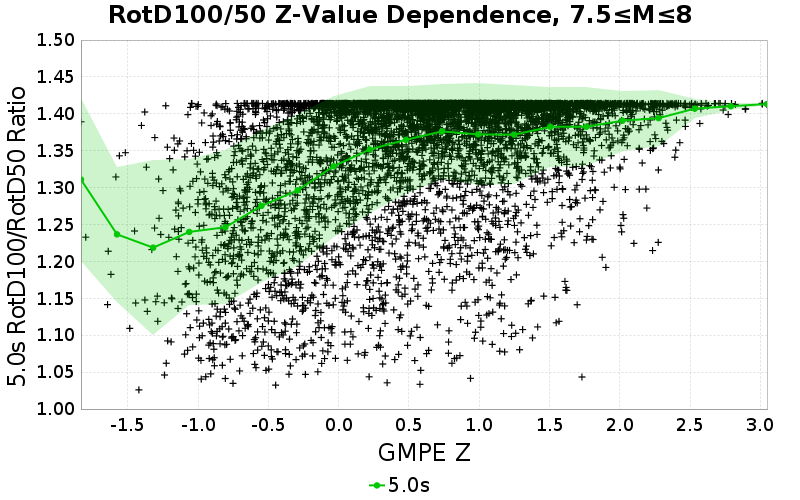 RotD100/50 Z-Value Dependence, 7.5≤M≤8
5.0s RotD100/RotD50 Ratio
1.50
1.45
1.40
1.35
1.30
1.25
1.20
1.15
1.10
1.05
1.00
-1.5 -1.0 -0.5 0.0 0.5 1.0 1.5 2.0 2.5 3.0
GMPE Z
5.0s